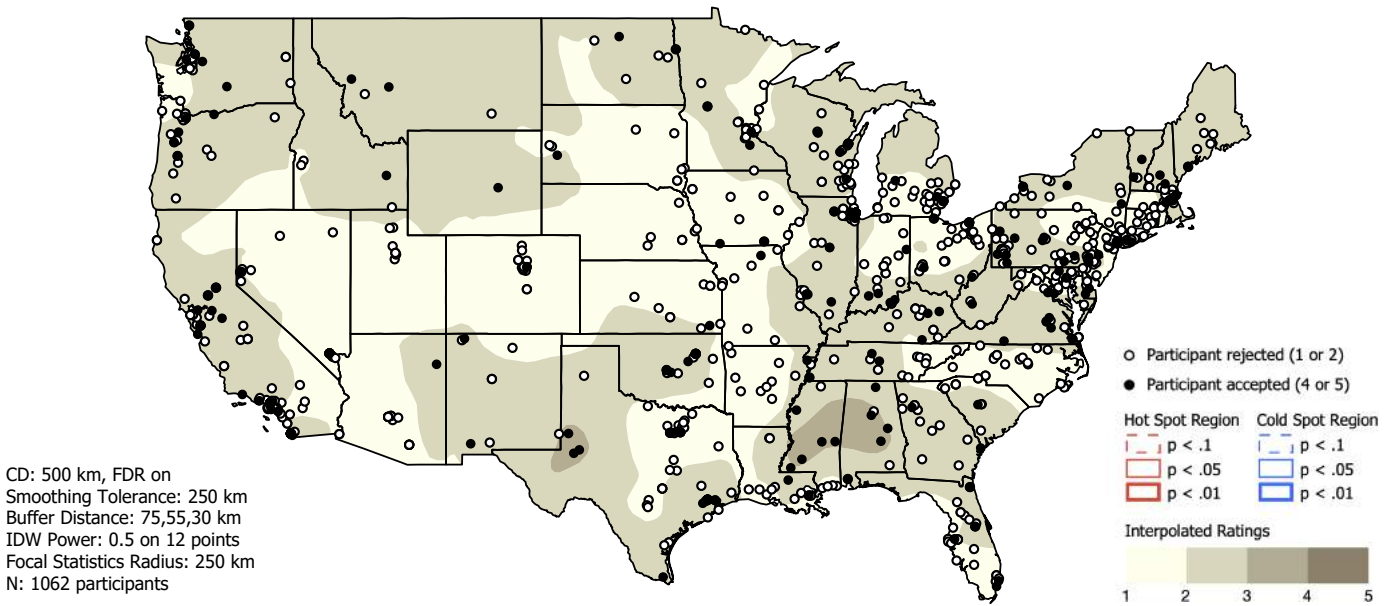 Participant rejected (1 or 2)
Participant accepted (4 or 5)
Hot Spot Region Cold Spot Region
p < .1 p < .1
p < .05 p < .05
p < .01 p < .01
Interpolated Ratings
1 2 3 4 5
CD: 500 km, FDR on
Smoothing Tolerance: 250 km
Buffer Distance: 75,55,30 km
IDW Power: 0.5 on 12 points
Focal Statistics Radius: 250 km
N: 1062 participants